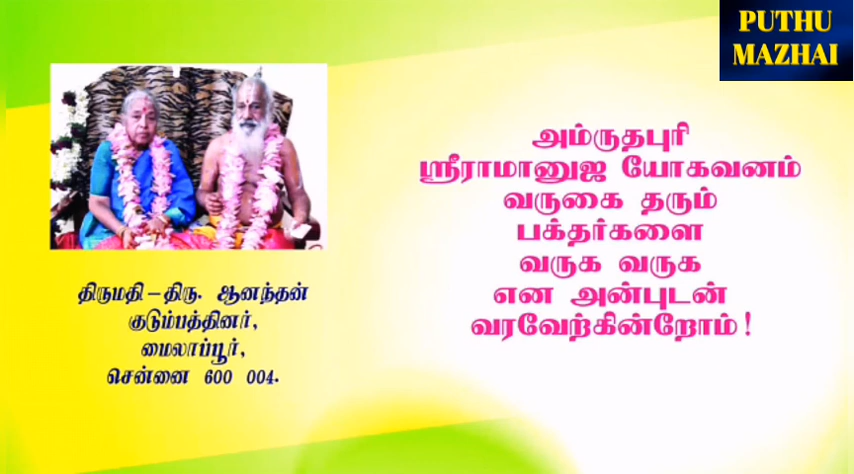 PUTHU
MAZHAI
அம்ருதபுரி
ஸ்ரீராமானுஜ யோகவனம்
வருகை தரும்
பக்தர்களை
வருக வருக
என அன்புடன்
வரவேற்கின்றோம்!
திருமதி – திரு. ஆனந்தன்
குடும்பத்தினர்,
மைலாப்பூர்,
சென்னை 600 004.